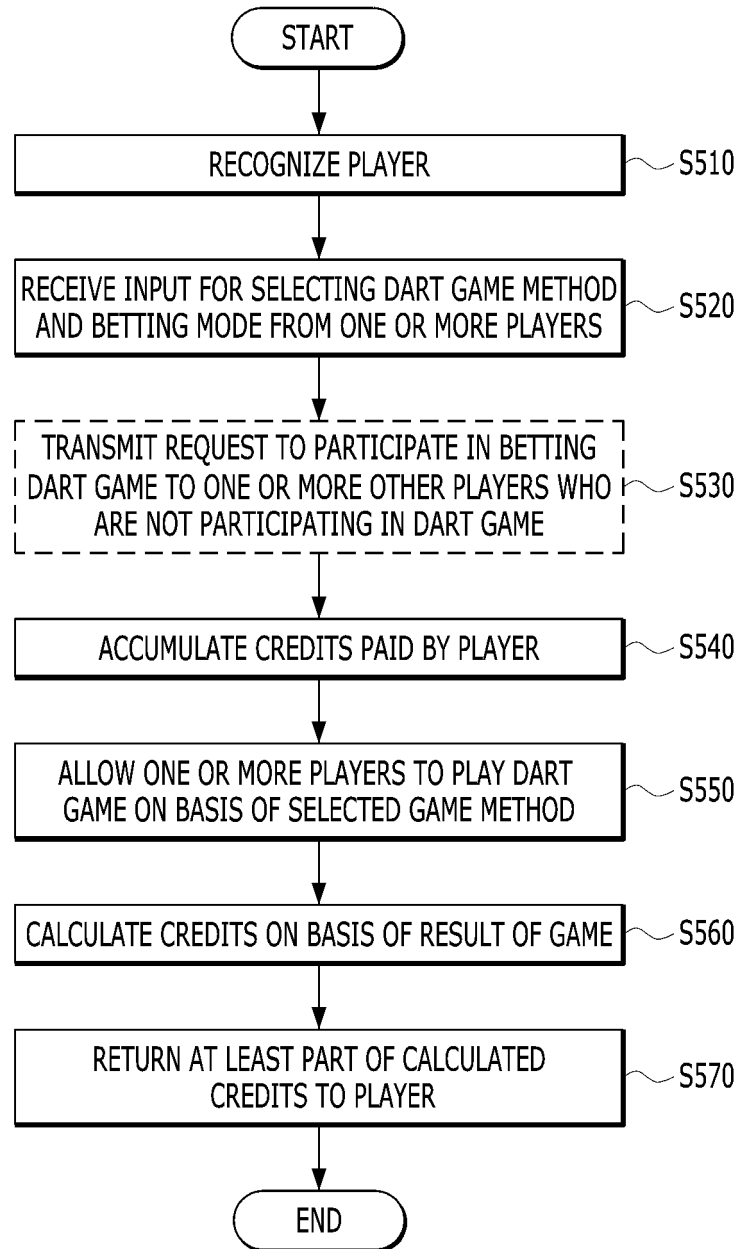 START
RECOGNIZE PLAYER
S510
RECEIVE INPUT FOR SELECTING DART GAME METHOD
AND BETTING MODE FROM ONE OR MORE PLAYERS
S520
TRANSMIT REQUEST TO PARTICIPATE IN BETTING
DART GAME TO ONE OR MORE OTHER PLAYERS WHO
ARE NOT PARTICIPATING IN DART GAME
S530
ACCUMULATE CREDITS PAID BY PLAYER
S540
ALLOW ONE OR MORE PLAYERS TO PLAY DART
GAME ON BASIS OF SELECTED GAME METHOD
S550
CALCULATE CREDITS ON BASIS OF RESULT OF GAME
S560
RETURN AT LEAST PART OF CALCULATED
CREDITS TO PLAYER
S570
END